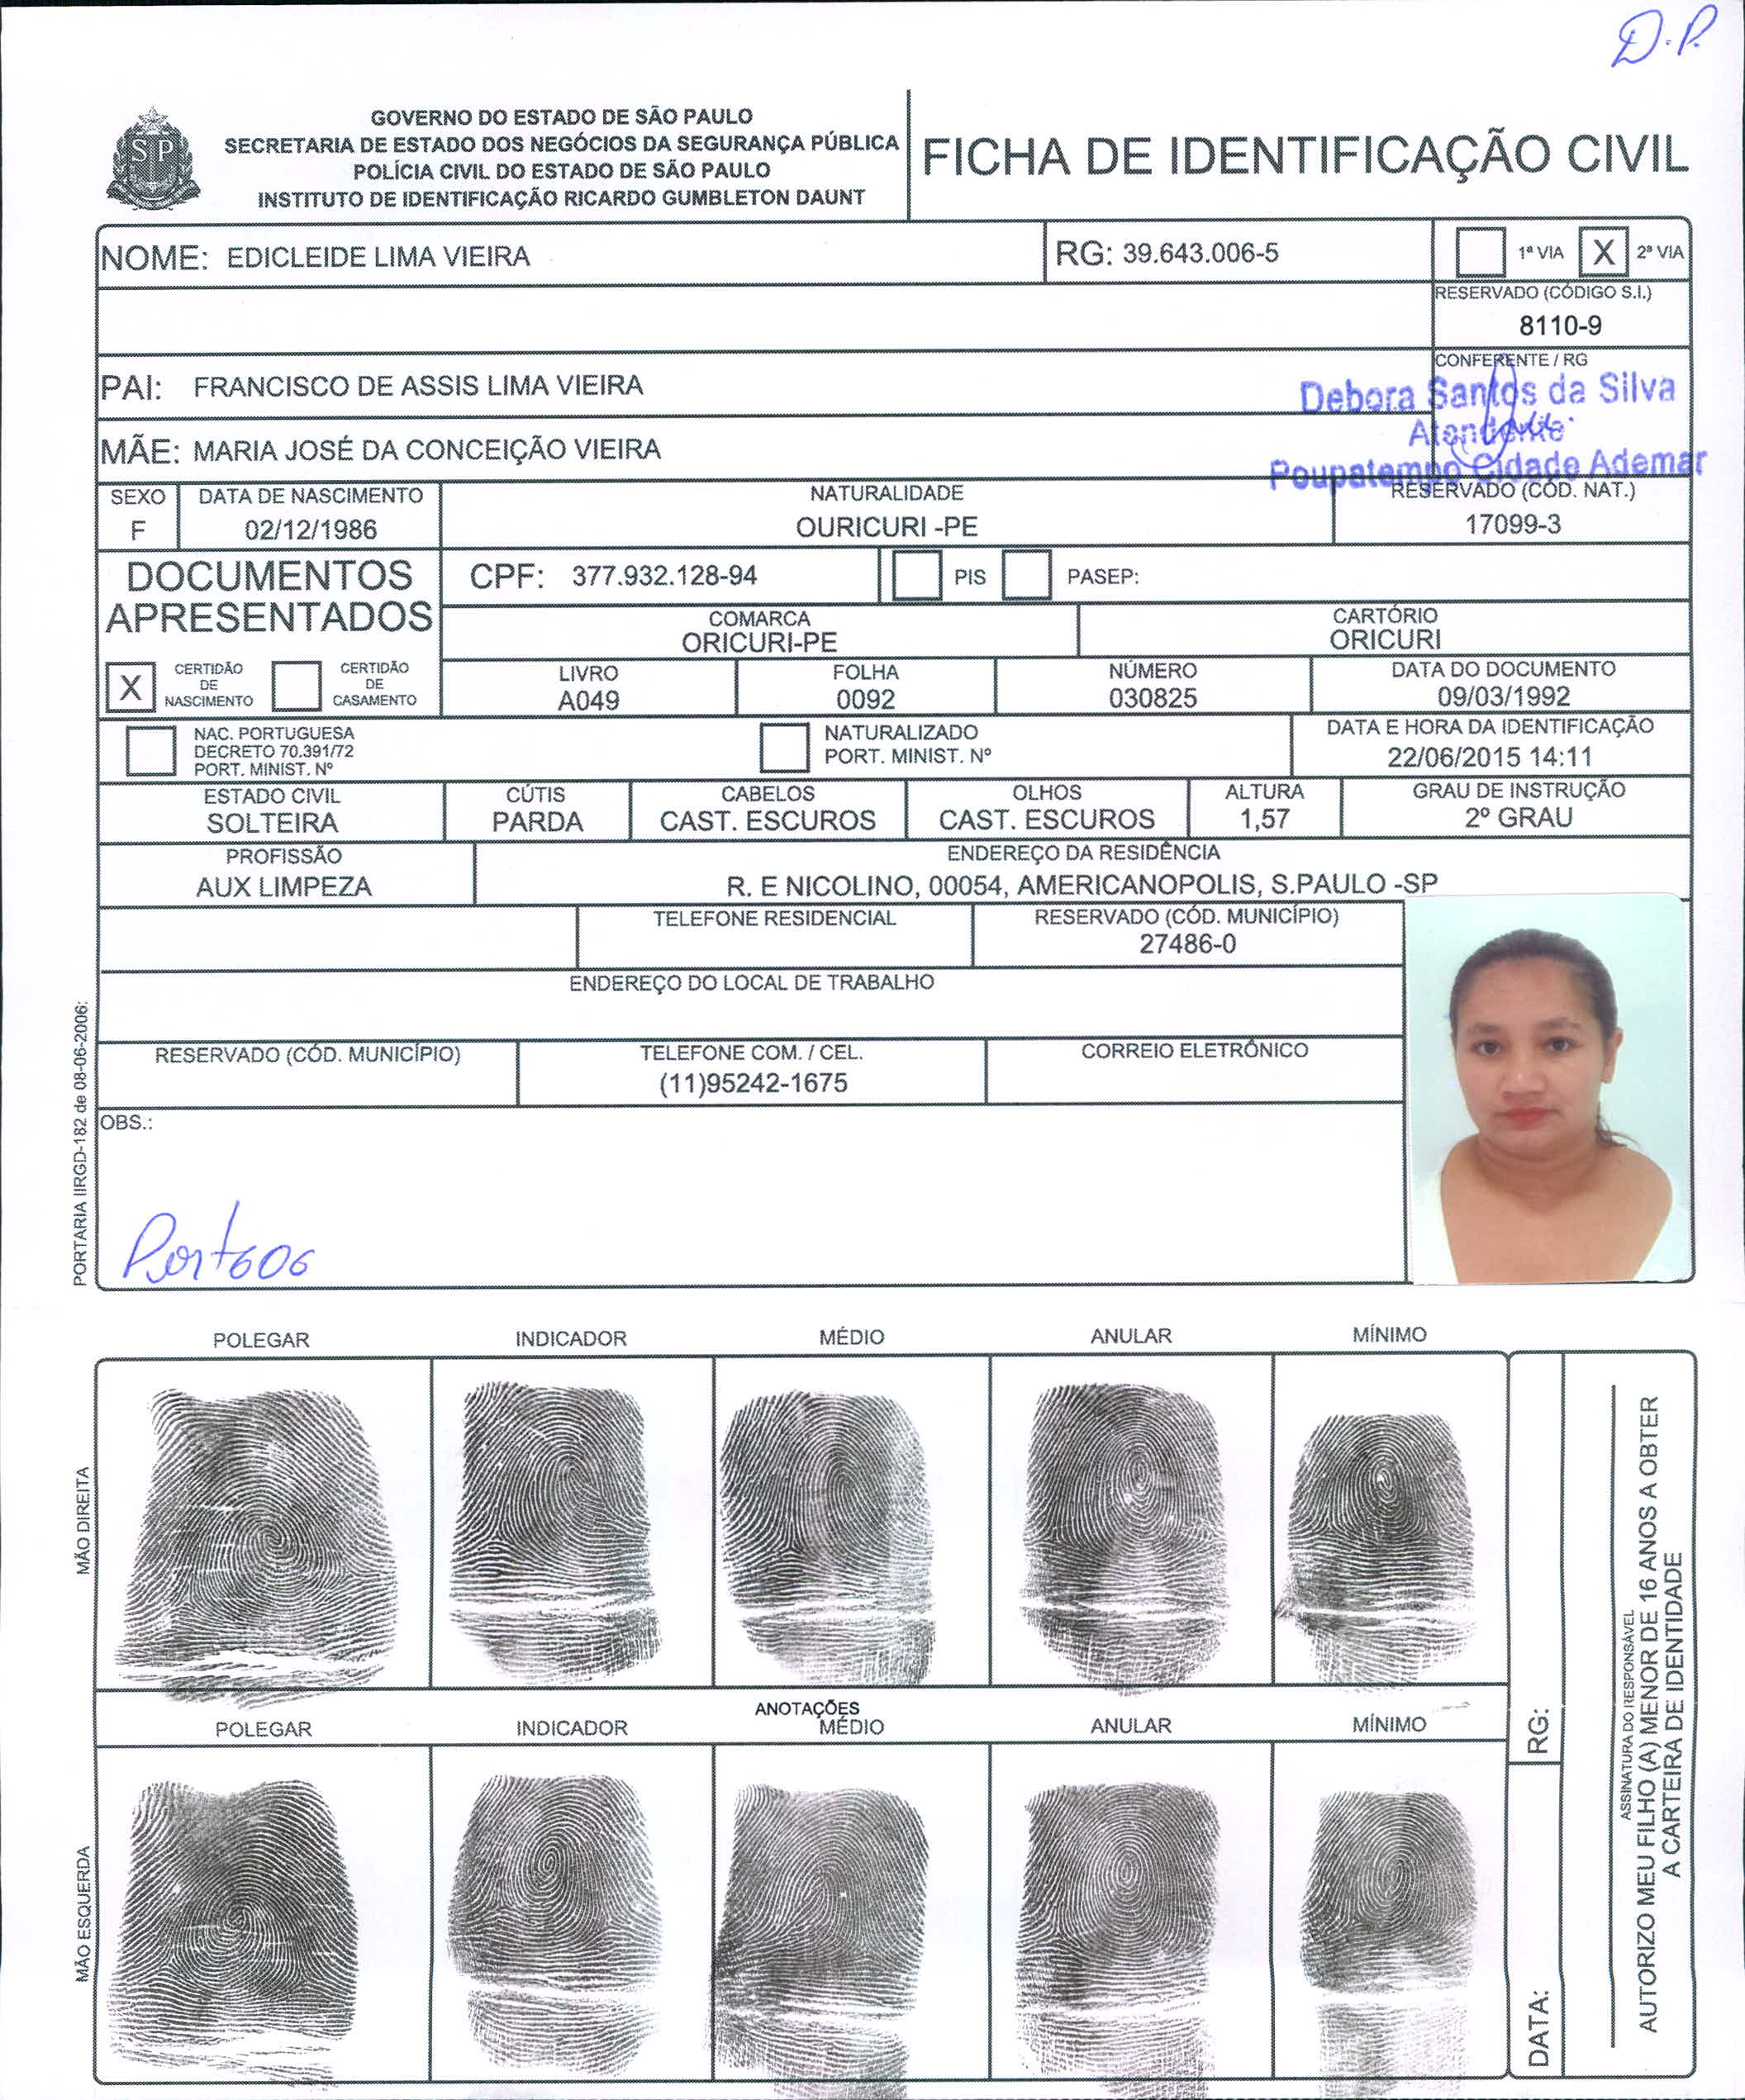 D.P.
GOVERNO DO ESTADO DE SÃO PAULO
SECRETARIA DE ESTADO DOS NEGÓCIOS DA SEGURANÇA PÚBLICA
POLÍCIA CIVIL DO ESTADO DE SÃO PAULO
INSTITUTO DE IDENTIFICAÇÃO RICARDO GUMBLETON DAUNT
SP
FICHA DE IDENTIFICAÇÃO CIVIL
NOME: EDICLEIDE LIMA VIEIRA
RG: 39.643.006-5
1ª VIA X 2ª VIA
RESERVADO (CÓDIGO S.I.)
8110-9
PAI: FRANCISCO DE ASSIS LIMA VIEIRA
CONFERENTE / RG
Debora Santos da Silva
Atendente
Poupatempo Cidade Ademar
MÃE: MARIA JOSÉ DA CONCEIÇÃO VIEIRA
SEXO
F
DATA DE NASCIMENTO
02/12/1986
NATURALIDADE
OURICURI -PE
RESERVADO (COD. NAT.)
17099-3
DOCUMENTOS
APRESENTADOS
CPF: 377.932.128-94
PIS
PASEP:
COMARCA
ORICURI-PE
CARTÓRIO
ORICURI
X CERTIDÃO
DE
NASCIMENTO
CERTIDÃO
DE
CASAMENTO
LIVRO
A049
FOLHA
0092
NÚMERO
030825
DATA DO DOCUMENTO
09/03/1992
NAC. PORTUGUESA
DECRETO 70.391/72
PORT. MINIST. Nº
NATURALIZADO
PORT. MINIST. Nº
DATA E HORA DA IDENTIFICAÇÃO
22/06/2015 14:11
ESTADO CIVIL
SOLTEIRA
CÚTIS
PARDA
CABELOS
CAST. ESCUROS
OLHOS
CAST. ESCUROS
ALTURA
1,57
GRAU DE INSTRUÇÃO
2º GRAU
PROFISSÃO
AUX LIMPEZA
ENDEREÇO DA RESIDÊNCIA
R. E NICOLINO, 00054, AMERICANOPOLIS, S.PAULO -SP
TELEFONE RESIDENCIAL
RESERVADO (CÓD. MUNICÍPIO)
27486-0
ENDEREÇO DO LOCAL DE TRABALHO
RESERVADO (CÓD. MUNICÍPIO)
TELEFONE COM. / CEL.
(11)95242-1675
CORREIO ELETRÔNICO
OBS.:
PORTARIA IIRGD-182 de 08-06-2006:
POLEGAR
INDICADOR
MÉDIO
ANULAR
MÍNIMO
MÃO DIREITA
ANOTAÇÕES
POLEGAR
INDICADOR
MÉDIO
ANULAR
MÍNIMO
MÃO ESQUERDA
RG:
DATA:
ASSINATURA DO RESPONSÁVEL
AUTORIZO MEU FILHO (A) MENOR DE 16 ANOS A OBTER
A CARTEIRA DE IDENTIDADE